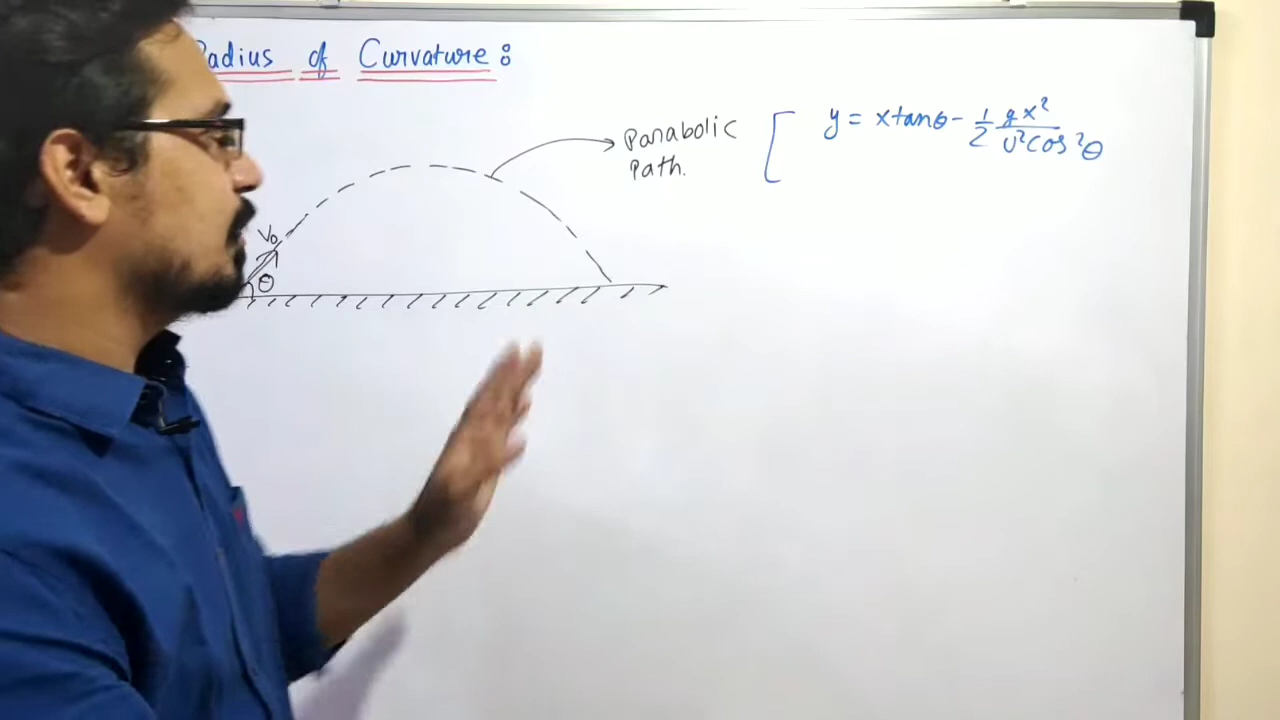 Radius of Curvature:
Parabolic
Path.
y = x tanθ - 1/2 gx²/U²cos²θ
V₀
θ